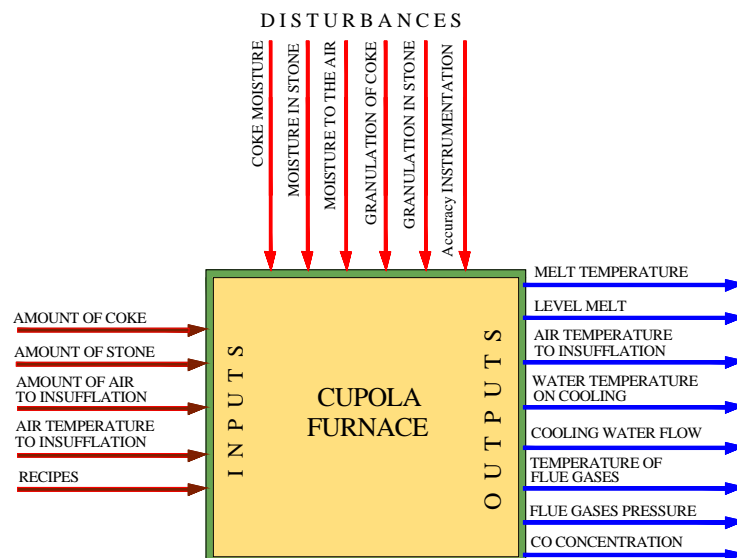 DISTURBANCES
COKE MOISTURE
MOISTURE IN STONE
MOISTURE TO THE AIR
GRANULATION OF COKE
GRANULATION IN STONE
Accuracy INSTRUMENTATION
AMOUNT OF COKE
AMOUNT OF STONE
AMOUNT OF AIR
TO INSUFFLATION
AIR TEMPERATURE
TO INSUFFLATION
RECIPES
INPUTS
CUPOLA
FURNACE
OUTPUTS
MELT TEMPERATURE
LEVEL MELT
AIR TEMPERATURE
TO INSUFFLATION
WATER TEMPERATURE
ON COOLING
COOLING WATER FLOW
TEMPERATURE OF
FLUE GASES
FLUE GASES PRESSURE
CO CONCENTRATION